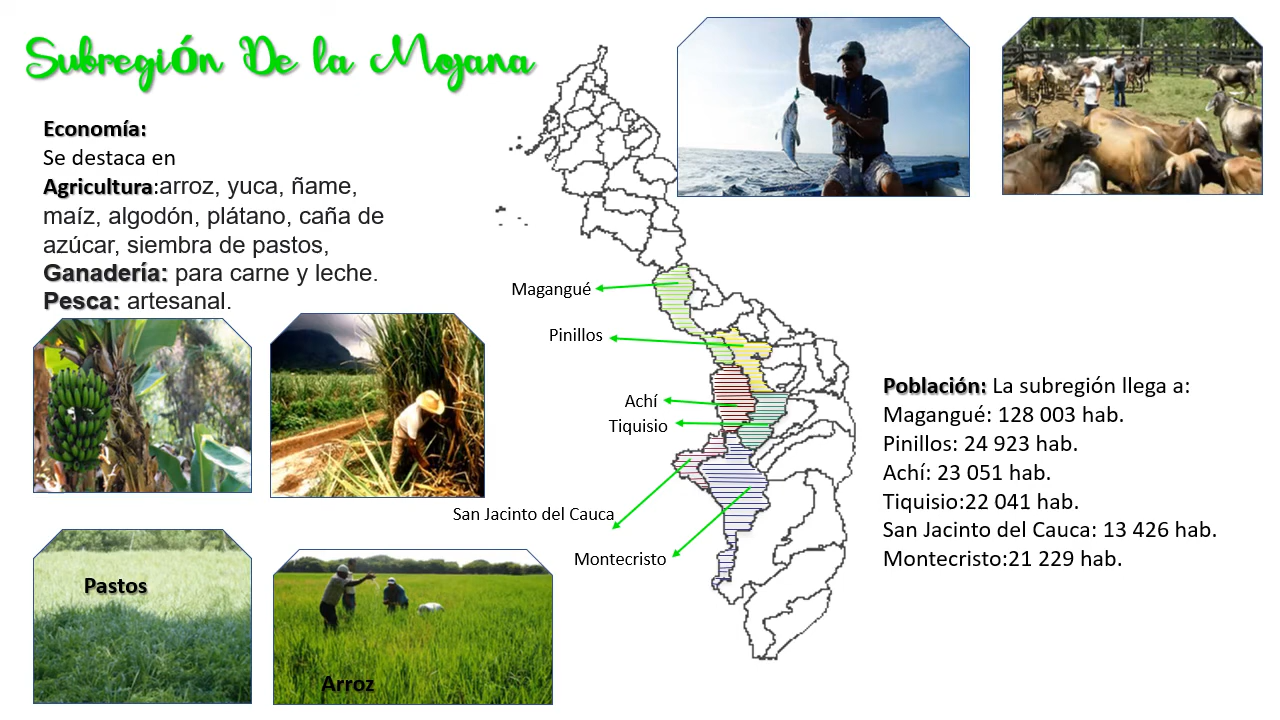 Subregión De la Mojana
Economía:
Se destaca en
Agricultura:arroz, yuca, ñame,
maíz, algodón, plátano, caña de
azúcar, siembra de pastos,
Ganadería: para carne y leche.
Pesca: artesanal.
Magangué
Pinillos
Achí
Tiquisio
San Jacinto del Cauca
Montecristo
Población: La subregión llega a:
Magangué: 128 003 hab.
Pinillos: 24 923 hab.
Achí: 23 051 hab.
Tiquisio:22 041 hab.
San Jacinto del Cauca: 13 426 hab.
Montecristo:21 229 hab.
Pastos
Arroz